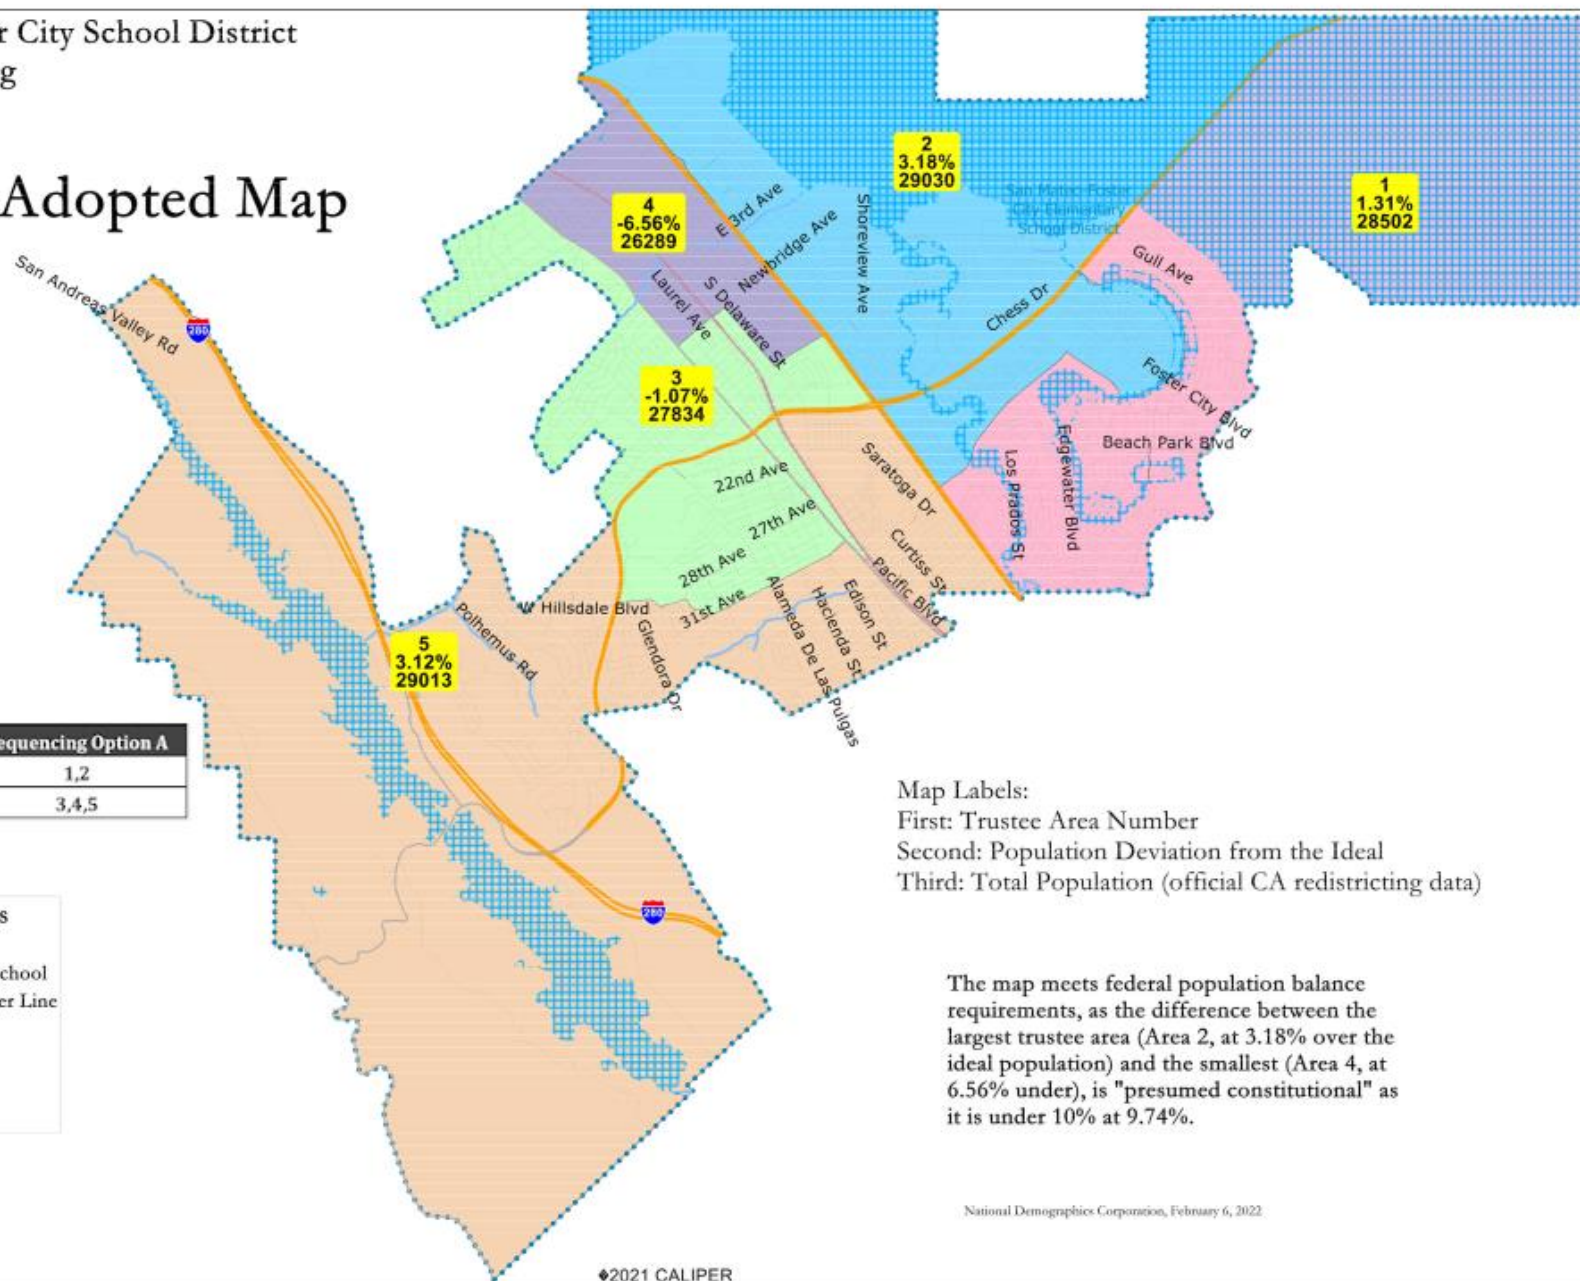 r City School District
g
Adopted Map
2
3.18%
29030
1
1.31%
28502
4
-6.56%
26289
3
-1.07%
27834
5
3.12%
29013
San Mateo-Foster
City Elementary
School District
San Andreas Valley Rd
280
E 3rd Ave
Newbridge Ave
Shoreview Ave
Laurel Ave
S Delaware St
Chess Dr
Gull Ave
Foster City Blvd
Beach Park Blvd
Edgewater Blvd
Los Prados St
Saratoga Dr
22nd Ave
27th Ave
28th Ave
31st Ave
Curtiss St
Pacific Blvd
Edison St
Hacienda St
Alameda De Las Pulgas
W Hillsdale Blvd
Glendora Dr
Polhemus Rd
280
equencing Option A
1,2
3,4,5
s
chool
er Line
Map Labels:
First: Trustee Area Number
Second: Population Deviation from the Ideal
Third: Total Population (official CA redistricting data)
The map meets federal population balance
requirements, as the difference between the
largest trustee area (Area 2, at 3.18% over the
ideal population) and the smallest (Area 4, at
6.56% under), is "presumed constitutional" as
it is under 10% at 9.74%.
National Demographics Corporation, February 6, 2022
�2021 CALIPER